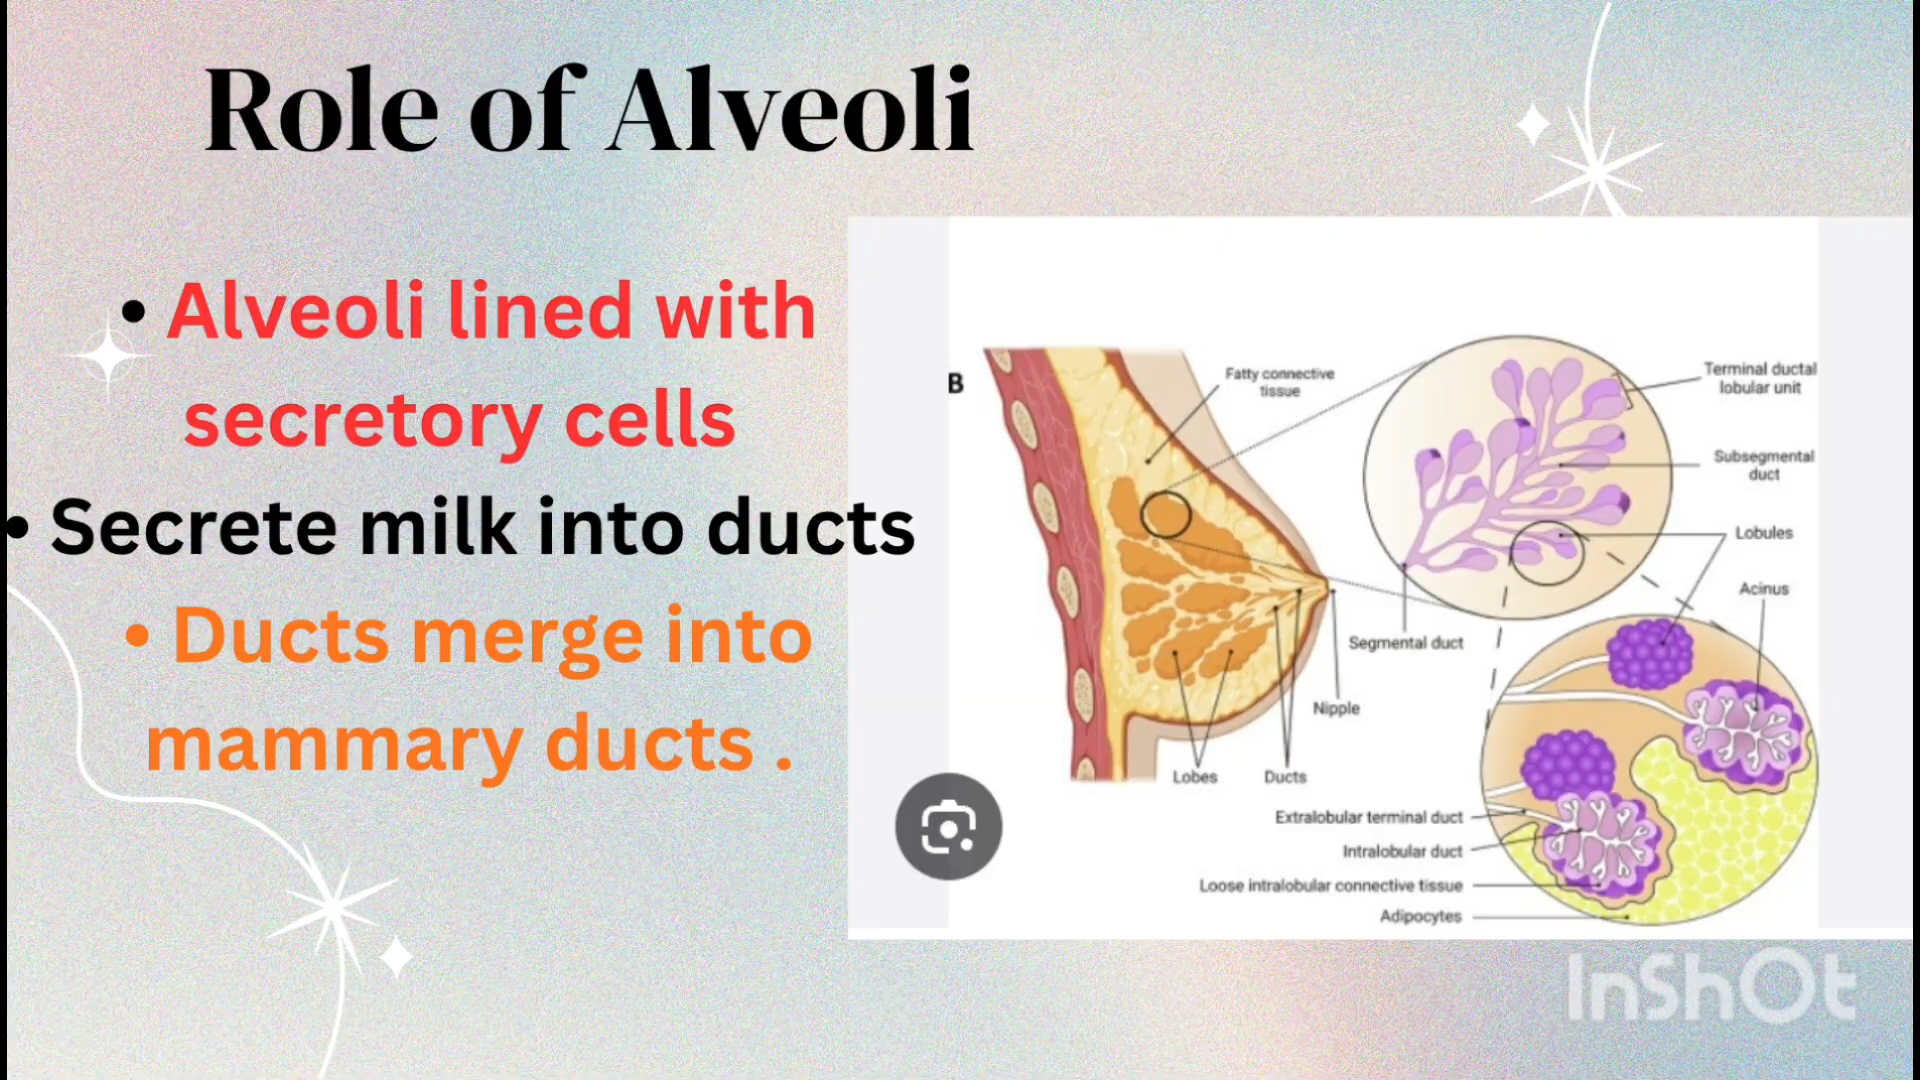 Role of Alveoli
• Alveoli lined with
secretory cells
• Secrete milk into ducts
• Ducts merge into
mammary ducts .
B
Fatty connective
tissue
Terminal ductal
lobular unit
Subsegmental
duct
Lobules
Acinus
Segmental duct
Nipple
Lobes
Ducts
Extralobular terminal duct
Intralobular duct
Loose intralobular connective tissue
Adipocytes
InShOt